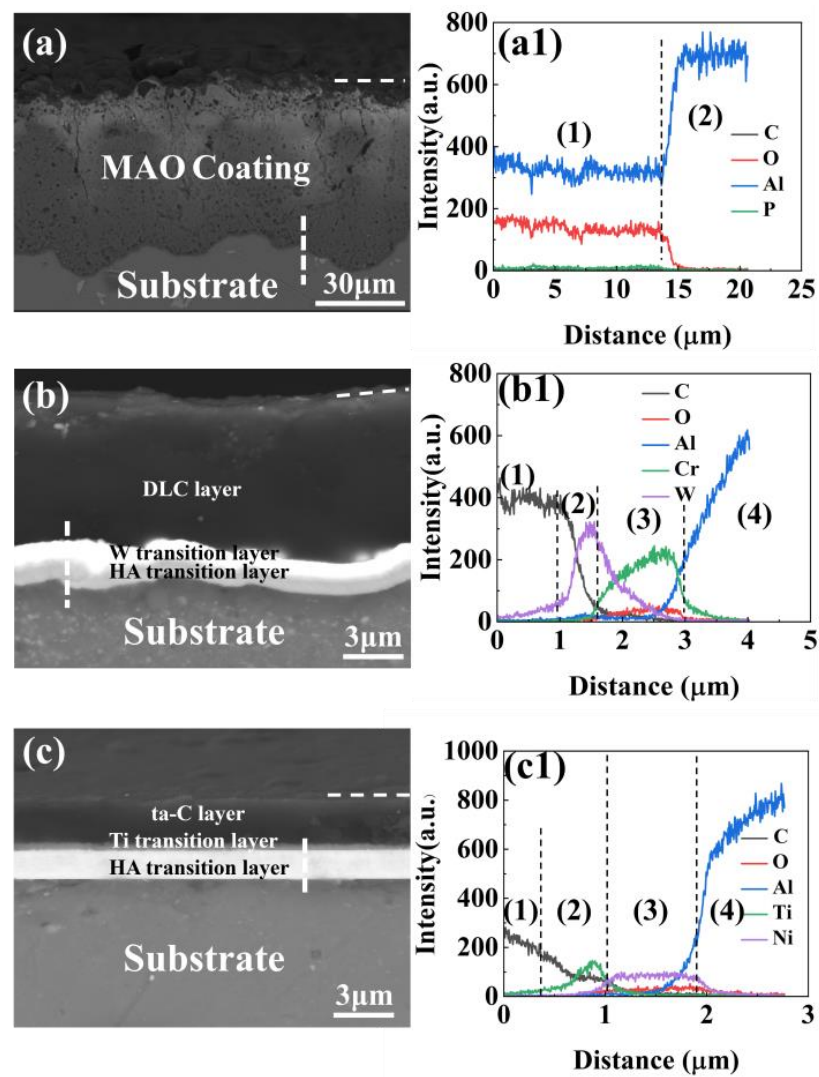 (a)
MAO Coating
Substrate
30μm
(a1)
800
600
400
200
0
Intensity(a.u.)
(1)
(2)
C
O
Al
P
0 5 10 15 20 25
Distance (μm)
(b)
DLC layer
W transition layer
HA transition layer
Substrate
3μm
(b1)
800
600
400
200
0
Intensity(a.u.)
(1)
(2)
(3)
(4)
C
O
Al
Cr
W
0 1 2 3 4 5
Distance (μm)
(c)
ta-C layer
Ti transition layer
HA transition layer
Substrate
3μm
(c1)
1000
800
600
400
200
0
Intensity(a.u.)
(1)
(2)
(3)
(4)
C
O
Al
Ti
Ni
0 1 2 3
Distance (μm)